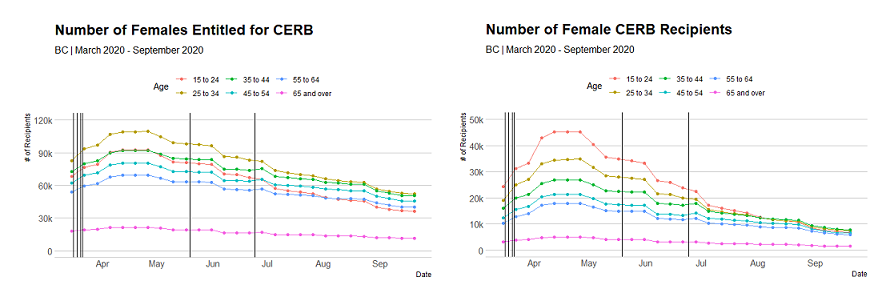 Number of Females Entitled for CERB
BC | March 2020 - September 2020
Age
15 to 24
35 to 44
55 to 64
25 to 34
45 to 54
65 and over
# of Recipients
120k
90k
60k
30k
0
Apr
May
Jun
Jul
Aug
Sep
Date
Number of Female CERB Recipients
BC | March 2020 - September 2020
Age
15 to 24
35 to 44
55 to 64
25 to 34
45 to 54
65 and over
# of Recipients
50k
40k
30k
20k
10k
0
Apr
May
Jun
Jul
Aug
Sep
Date